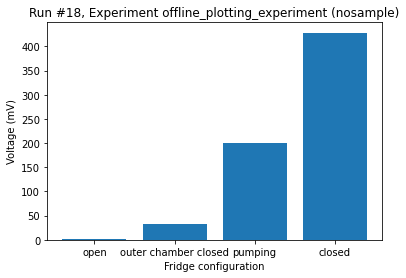 Run #18, Experiment offline_plotting_experiment (nosample)
400
350
300
250
200
150
100
50
0
Voltage (mV)
open outer chamber closed pumping closed
Fridge configuration